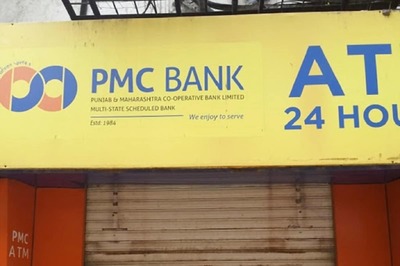 PMC BANK
PUNJAB & MAHARASHTRA CO-OPERATIVE BANK LIMITED
MULTI-STATE SCHEDULED BANK
Estd. 1984
We enjoy to serve
AT
24 HOU
PMC
ATM